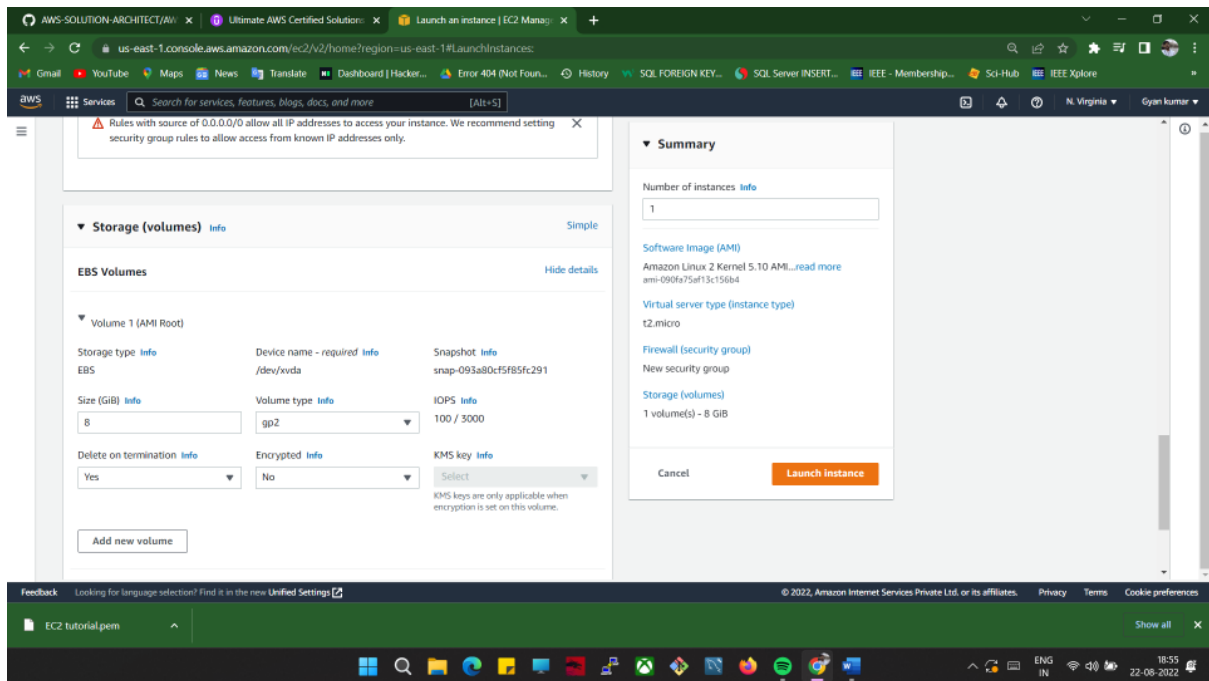 AWS-SOLUTION-ARCHITECT/AW
Ultimate AWS Certified Solutions
Launch an instance | EC2 Manage
us-east-1.console.aws.amazon.com/ec2/v2/home?region=us-east-1#LaunchInstances:
Gmail YouTube Maps News Translate Dashboard | Hacker... Error 404 (Not Foun... History SQL FOREIGN KEY... SQL Server INSERT... IEEE - Membership... Sci-Hub IEEE Xplore »
aws Services Search for services, features, blogs, docs, and more [Alt+S] N. Virginia Gyan kumar
Rules with source of 0.0.0.0/0 allow all IP addresses to access your instance. We recommend setting
security group rules to allow access from known IP addresses only.
Storage (volumes) Info Simple
EBS Volumes Hide details
Volume 1 (AMI Root)
Storage type Info Device name - required Info Snapshot Info
EBS /dev/xvda snap-093a80cf5f85fc291
Size (GiB) Info Volume type Info IOPS Info
8 gp2 100 / 3000
Delete on termination Info Encrypted Info KMS key Info
Yes No Select
KMS keys are only applicable when
encryption is set on this volume.
Add new volume
Summary
Number of instances Info
1
Software Image (AMI)
Amazon Linux 2 Kernel 5.10 AMI...read more
ami-090fa75af13c156b4
Virtual server type (instance type)
t2.micro
Firewall (security group)
New security group
Storage (volumes)
1 volume(s) - 8 GiB
Cancel Launch instance
Feedback Looking for language selection? Find it in the new Unified Settings © 2022, Amazon Internet Services Private Ltd. or its affiliates. Privacy Terms Cookie preferences
EC2 tutorial.pem Show all
ENG
IN
18:55
22-08-2022